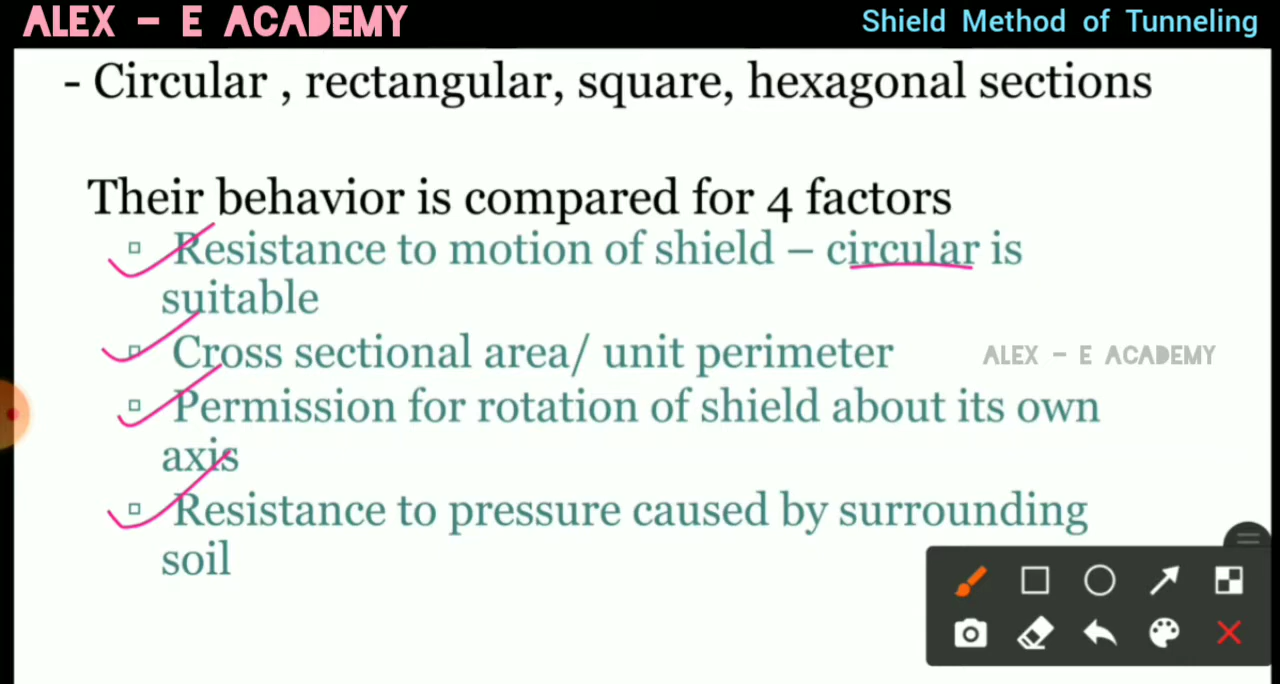 ALEX - E ACADEMY
Shield Method of Tunneling
- Circular , rectangular, square, hexagonal sections
Their behavior is compared for 4 factors
Resistance to motion of shield – circular is
suitable
Cross sectional area/ unit perimeter
ALEX - E ACADEMY
Permission for rotation of shield about its own
axis
Resistance to pressure caused by surrounding
soil